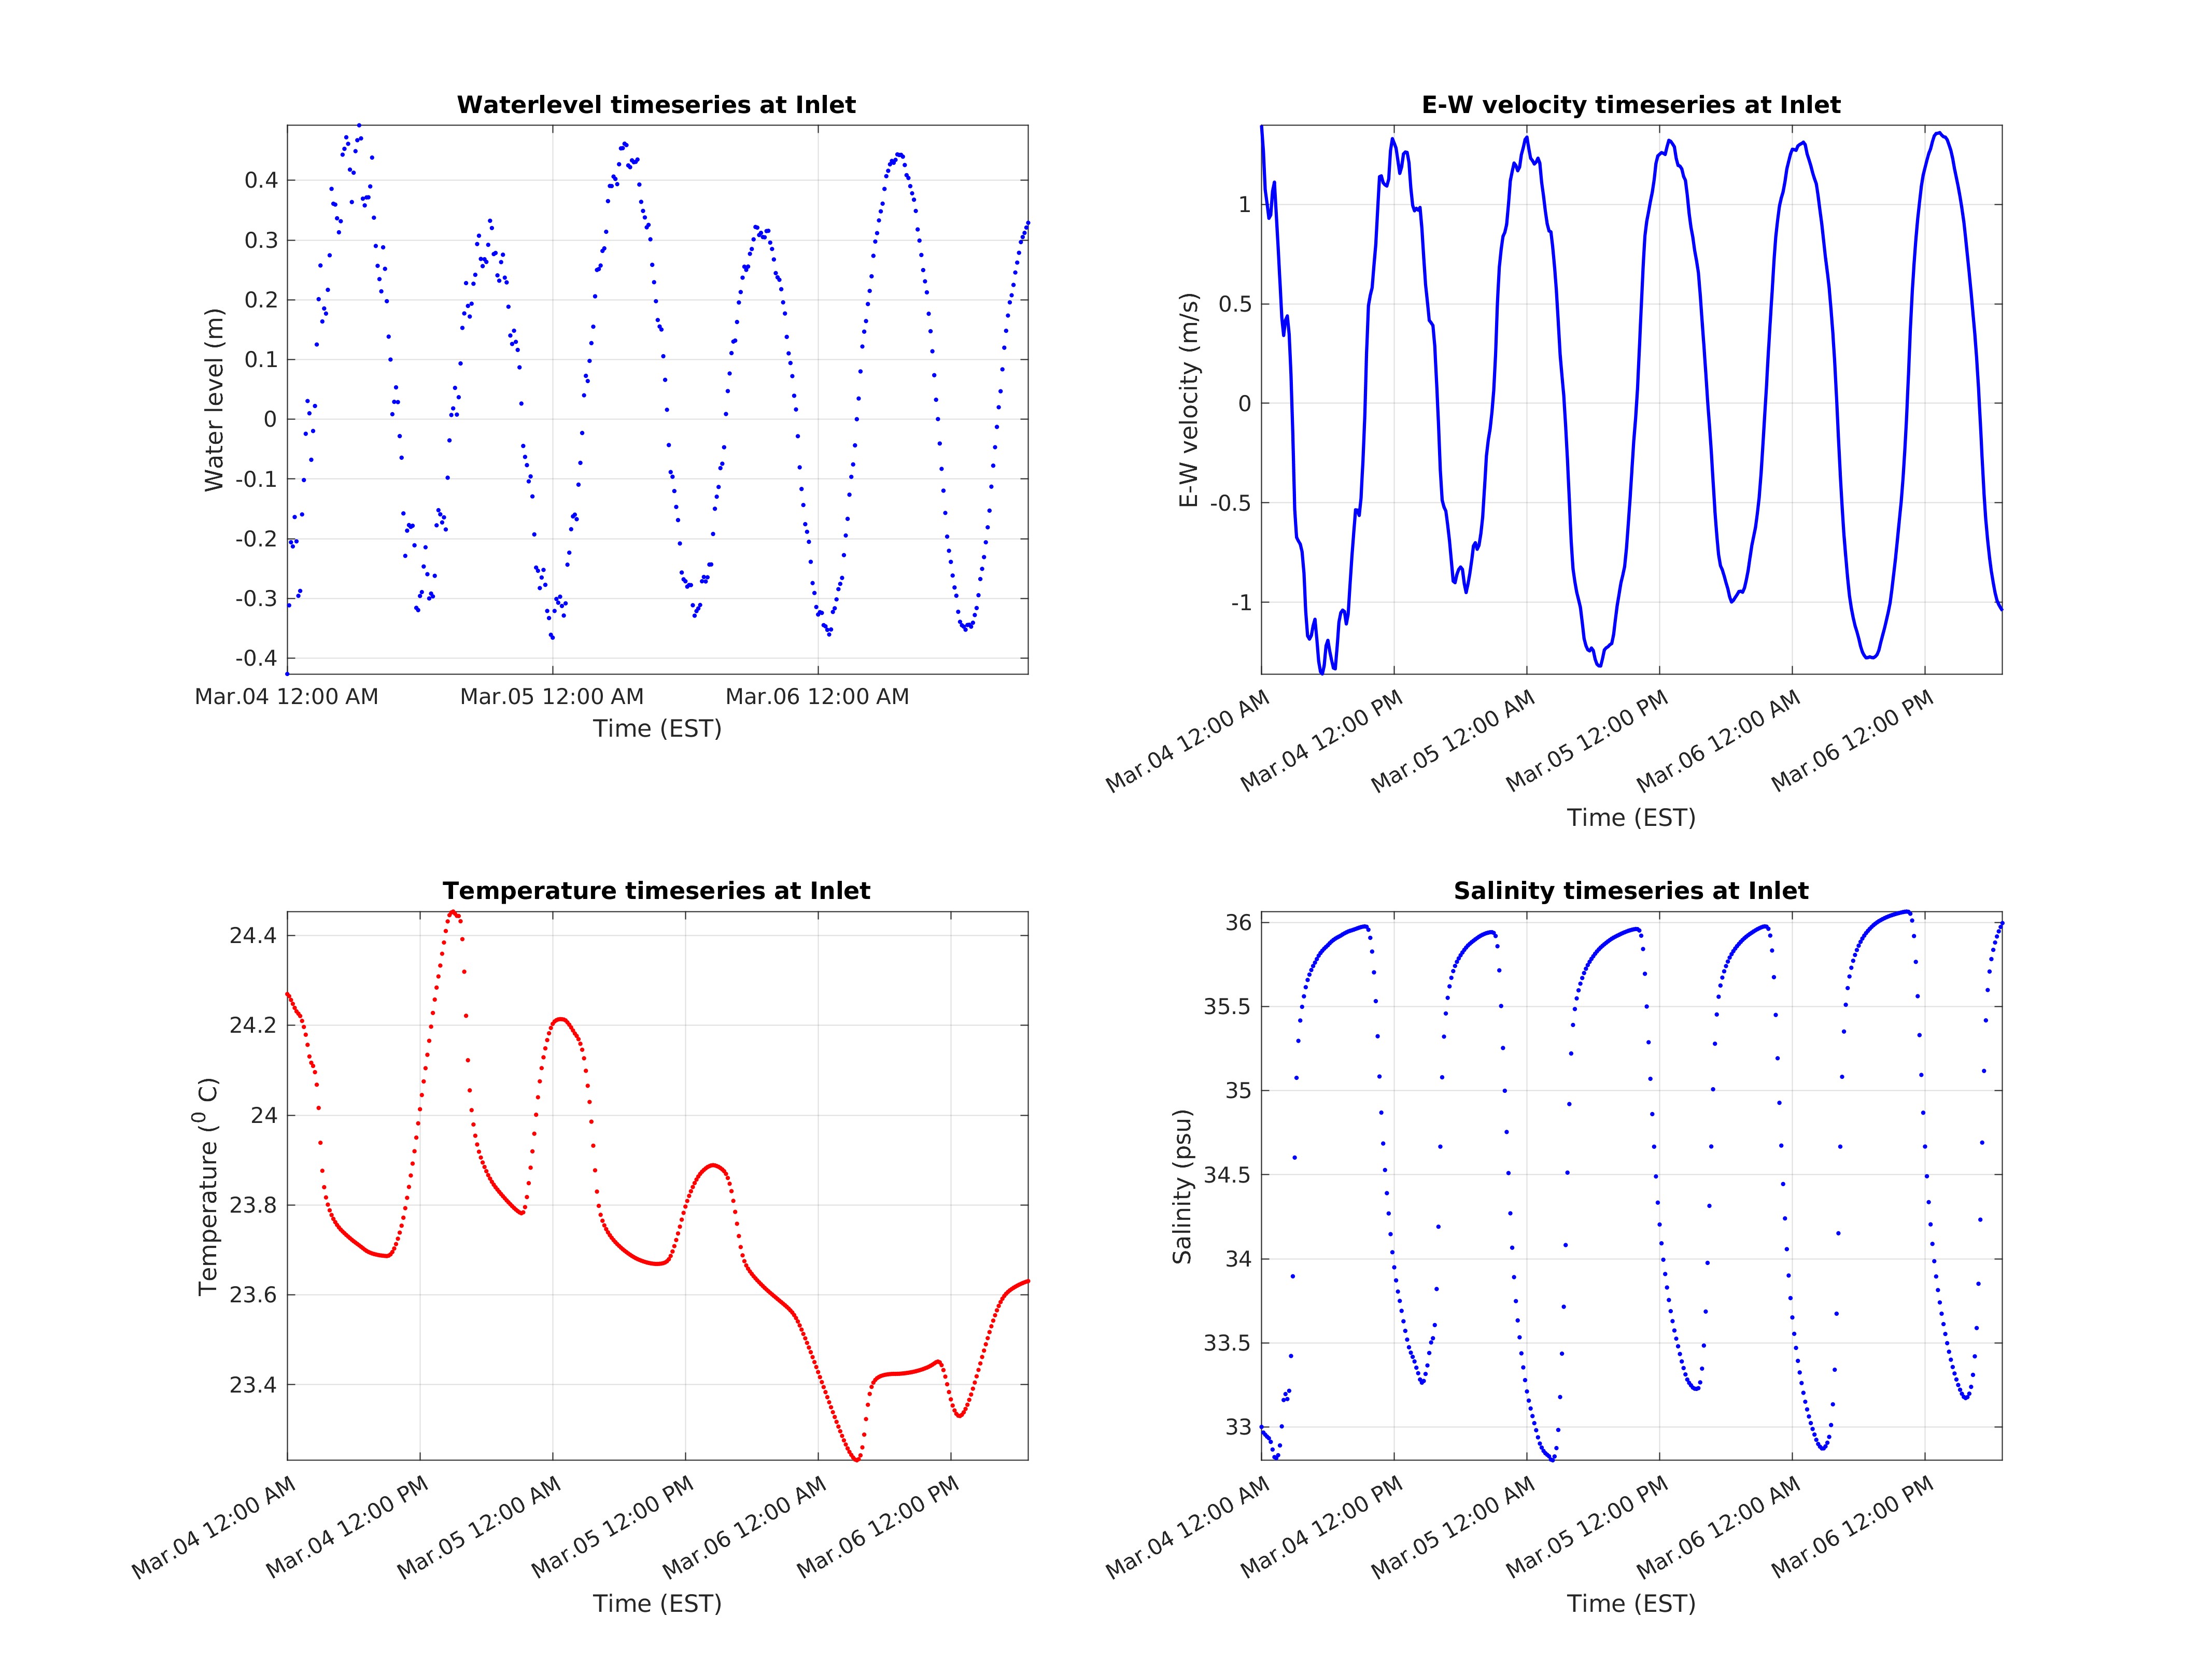 Waterlevel timeseries at Inlet
Water level (m)
0.4
0.3
0.2
0.1
0
-0.1
-0.2
-0.3
-0.4
Mar.04 12:00 AM Mar.05 12:00 AM Mar.06 12:00 AM
Time (EST)
E-W velocity timeseries at Inlet
E-W velocity (m/s)
1
0.5
0
-0.5
-1
Mar.04 12:00 AM
Mar.04 12:00 PM
Mar.05 12:00 AM
Mar.05 12:00 PM
Mar.06 12:00 AM
Mar.06 12:00 PM
Time (EST)
Temperature timeseries at Inlet
Temperature (⁰ C)
24.4
24.2
24
23.8
23.6
23.4
Mar.04 12:00 AM
Mar.04 12:00 PM
Mar.05 12:00 AM
Mar.05 12:00 PM
Mar.06 12:00 AM
Mar.06 12:00 PM
Time (EST)
Salinity timeseries at Inlet
Salinity (psu)
36
35.5
35
34.5
34
33.5
33
Mar.04 12:00 AM
Mar.04 12:00 PM
Mar.05 12:00 AM
Mar.05 12:00 PM
Mar.06 12:00 AM
Mar.06 12:00 PM
Time (EST)